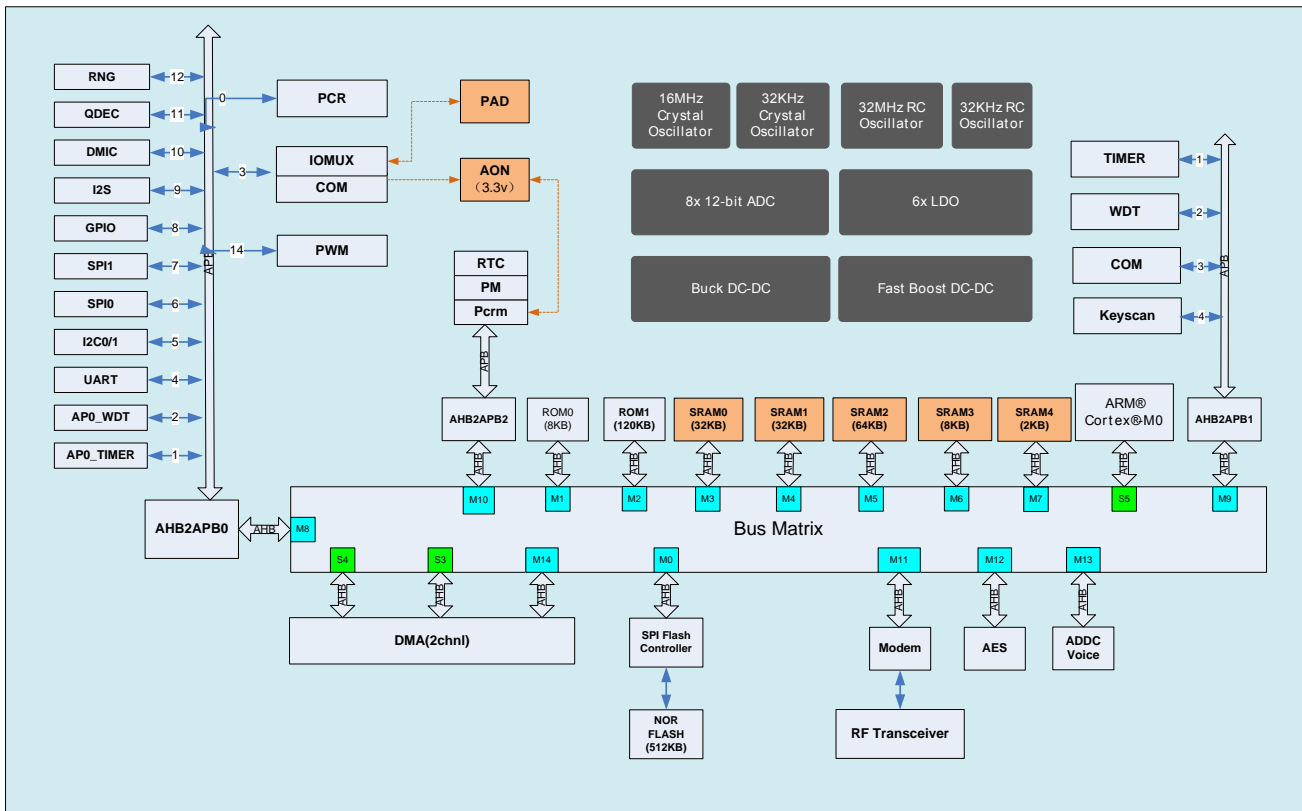 RNG
12
QDEC
11
DMIC
10
I2S
9
GPIO
8
SPI1
7
SPI0
6
I2C0/1
5
UART
4
AP0_WDT
2
AP0_TIMER
1
APB
0
PCR
3
IOMUX
COM
14
PWM
PAD
AON
（3.3v）
RTC
PM
Pcrm
APB
16MHz
Crystal
Oscillator
32KHz
Crystal
Oscillator
32MHz RC
Oscillator
32KHz RC
Oscillator
8x 12-bit ADC
6x LDO
Buck DC-DC
Fast Boost DC-DC
TIMER
1
WDT
2
COM
3
Keyscan
4
APB
AHB2APB2
ROM0
(8KB)
ROM1
(120KB)
SRAM0
(32KB)
SRAM1
(32KB)
SRAM2
(64KB)
SRAM3
(8KB)
SRAM4
(2KB)
ARM®
Cortex®-M0
AHB2APB1
AHB
AHB
AHB
AHB
AHB
AHB
AHB
AHB
AHB
AHB
M10
M1
M2
M3
M4
M5
M6
M7
S5
M9
AHB2APB0
AHB
M8
Bus Matrix
S4
S3
M14
M0
M11
M12
M13
AHB
AHB
AHB
AHB
AHB
AHB
AHB
DMA(2chnl)
SPI Flash
Controller
Modem
AES
ADDC
Voice
NOR
FLASH
(512KB)
RF Transceiver